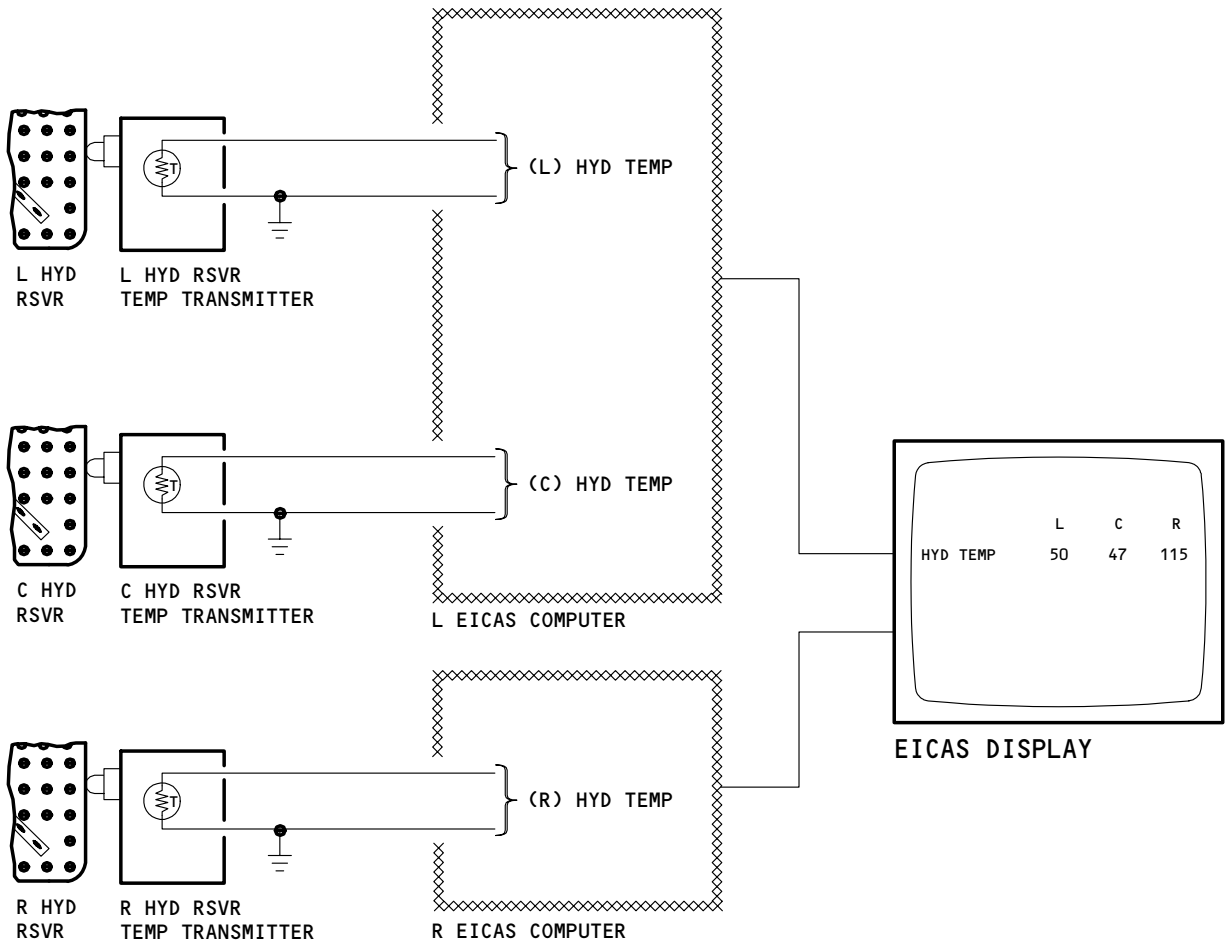 T
(L) HYD TEMP
L HYD
RSVR
L HYD RSVR
TEMP TRANSMITTER
T
(C) HYD TEMP
C HYD
RSVR
C HYD RSVR
TEMP TRANSMITTER
L EICAS COMPUTER
L C R
HYD TEMP 50 47 115
EICAS DISPLAY
T
(R) HYD TEMP
R HYD
RSVR
R HYD RSVR
TEMP TRANSMITTER
R EICAS COMPUTER